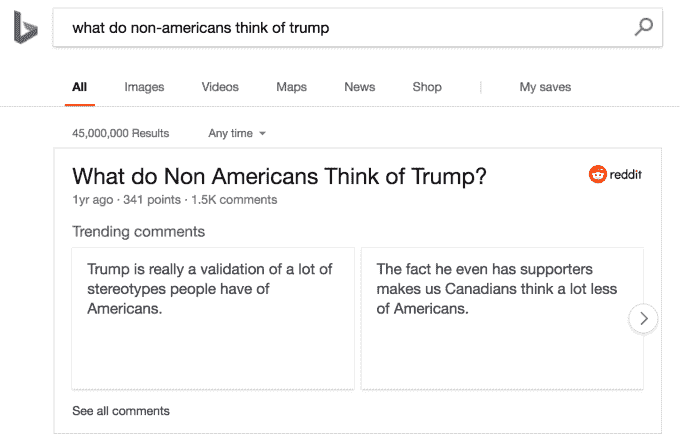 what do non-americans think of trump
All Images Videos Maps News Shop | My saves
45,000,000 Results Any time
What do Non Americans Think of Trump?
reddit
1yr ago · 341 points · 1.5K comments
Trending comments
Trump is really a validation of a lot of
stereotypes people have of
Americans.
The fact he even has supporters
makes us Canadians think a lot less
of Americans.
See all comments